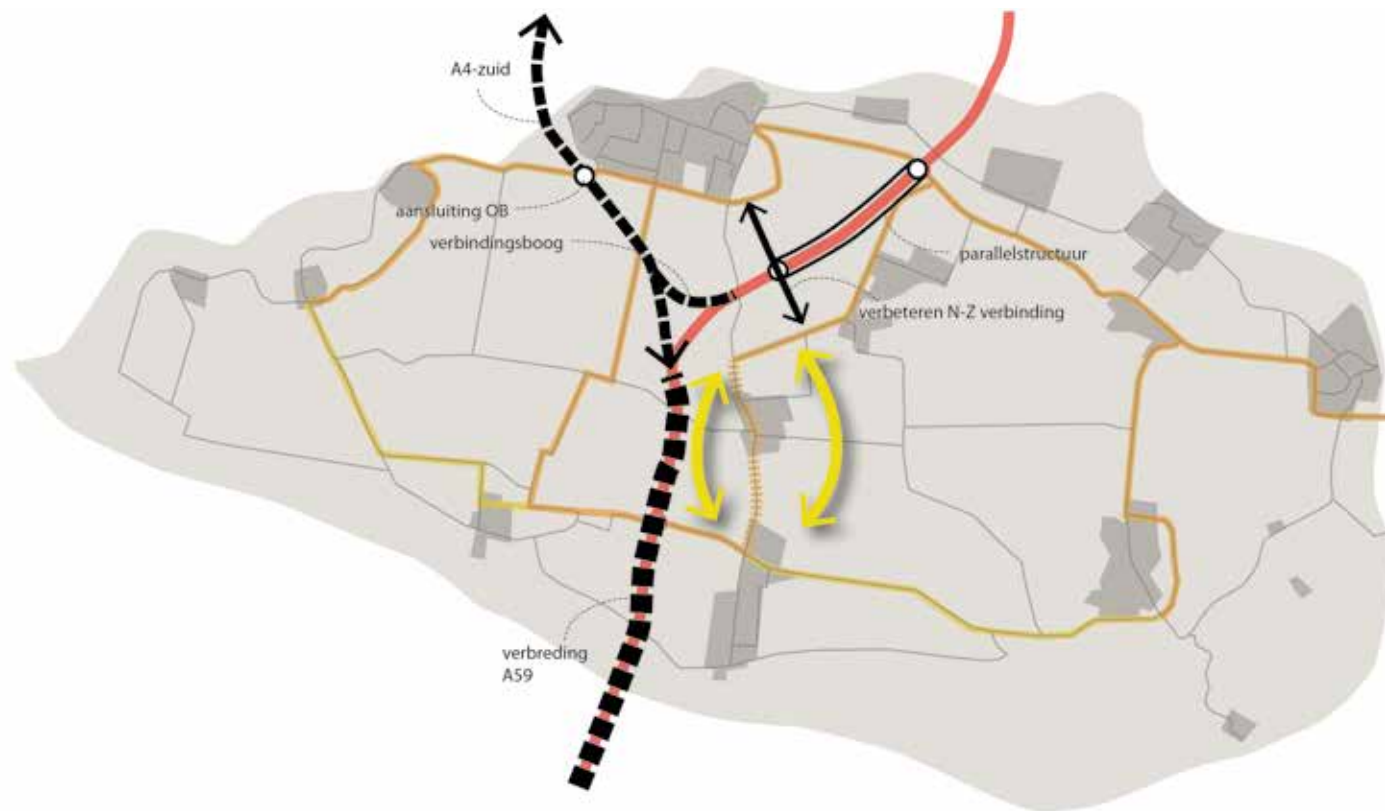 A4-zuid
aansluiting OB
verbindingsboog
parallelstructuur
verbeteren N-Z verbinding
verbreding
A59